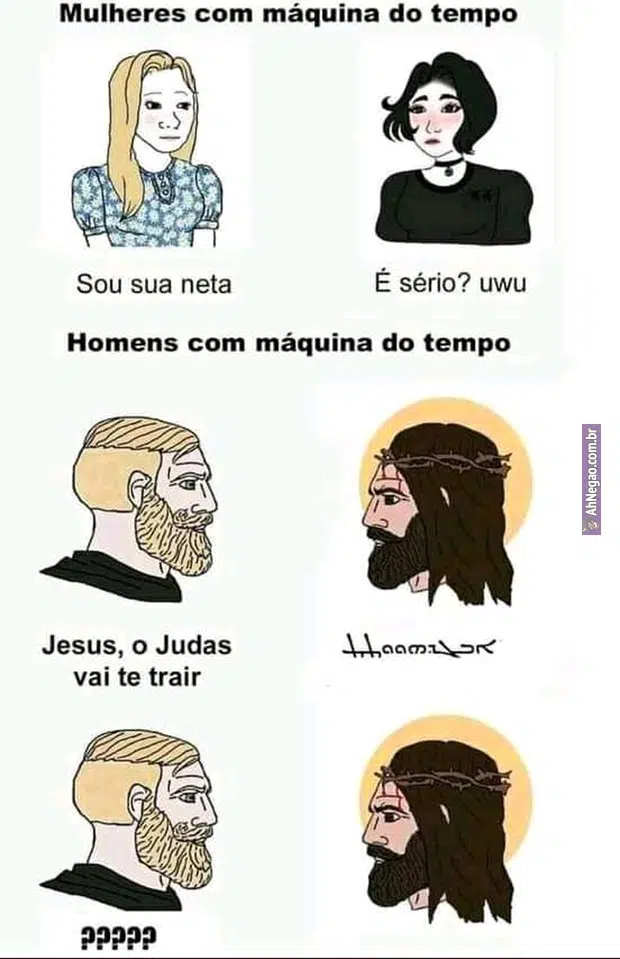 Mulheres com máquina do tempo
Sou sua neta
É sério? uwu
Homens com máquina do tempo
AhNegao.com.br
Jesus, o Judas
vai te trair
?????